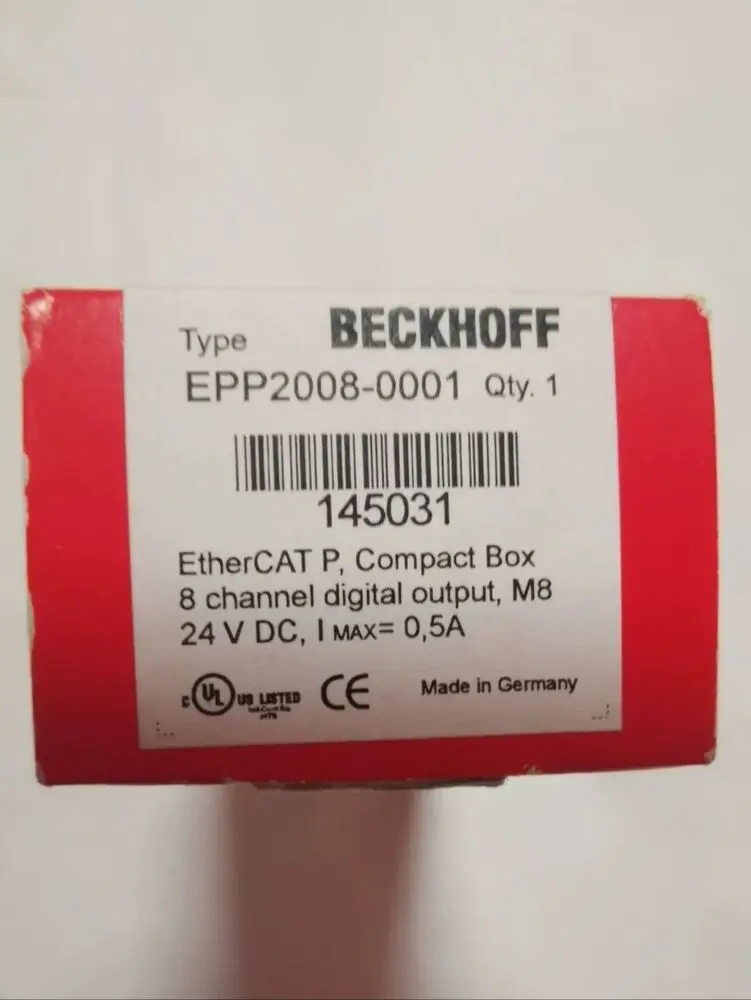 Type BECKHOFF
EPP2008-0001 Qty. 1
145031
EtherCAT P, Compact Box
8 channel digital output, M8
24 V DC, I MAX= 0,5A
C UL US LISTED CE Made in Germany